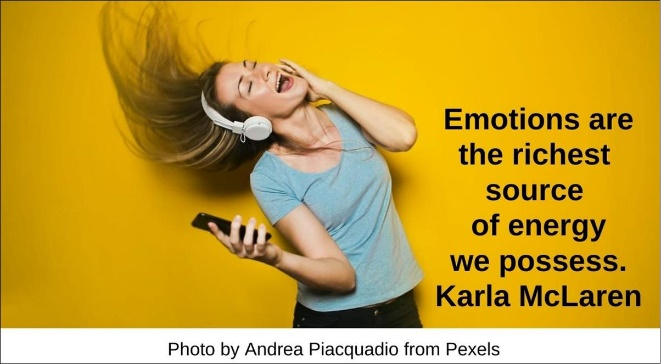 Emotions are
the richest
source
of energy
we possess.
Karla McLaren
Photo by Andrea Piacquadio from Pexels